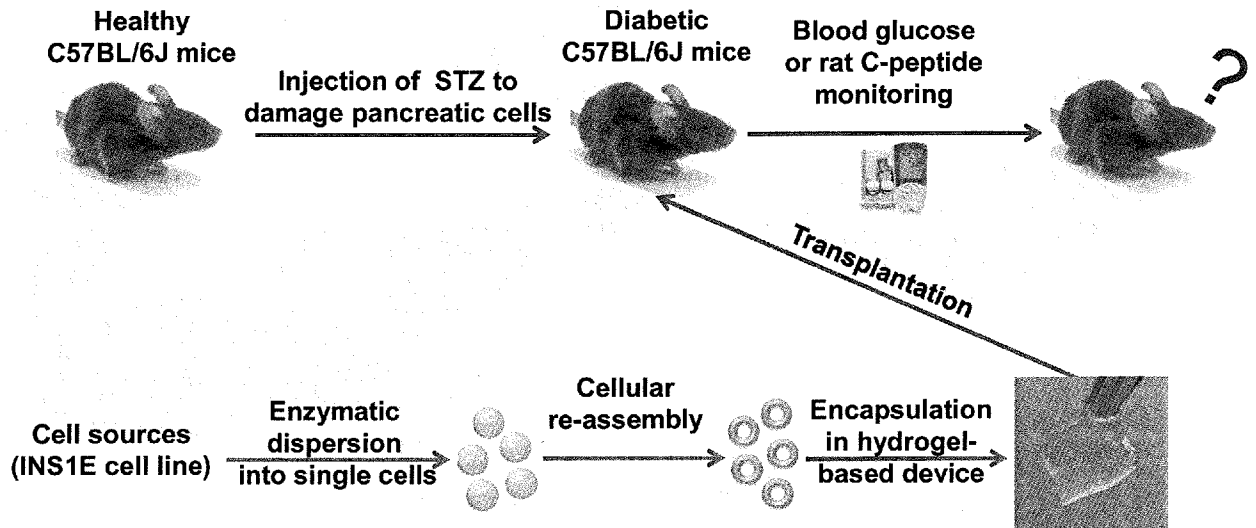 Healthy
C57BL/6J mice
Injection of STZ to
damage pancreatic cells
Diabetic
C57BL/6J mice
Blood glucose
or rat C-peptide
monitoring
?
Transplantation
Cell sources
(INS1E cell line)
Enzymatic
dispersion
into single cells
Cellular
re-assembly
Encapsulation
in hydrogel-
based device